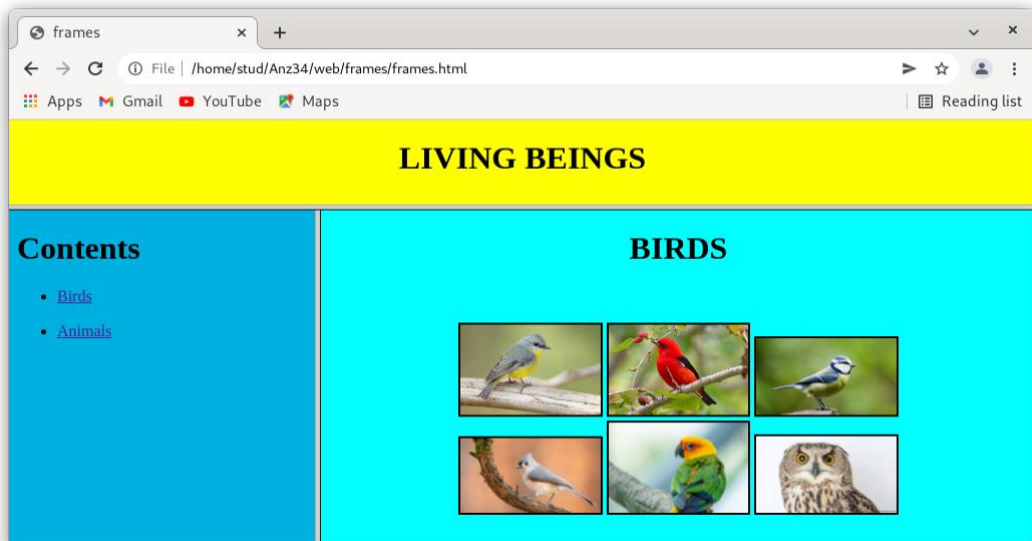 frames
File | /home/stud/Anz34/web/frames/frames.html
Apps Gmail YouTube Maps Reading list
LIVING BEINGS
Contents
Birds
Animals
BIRDS